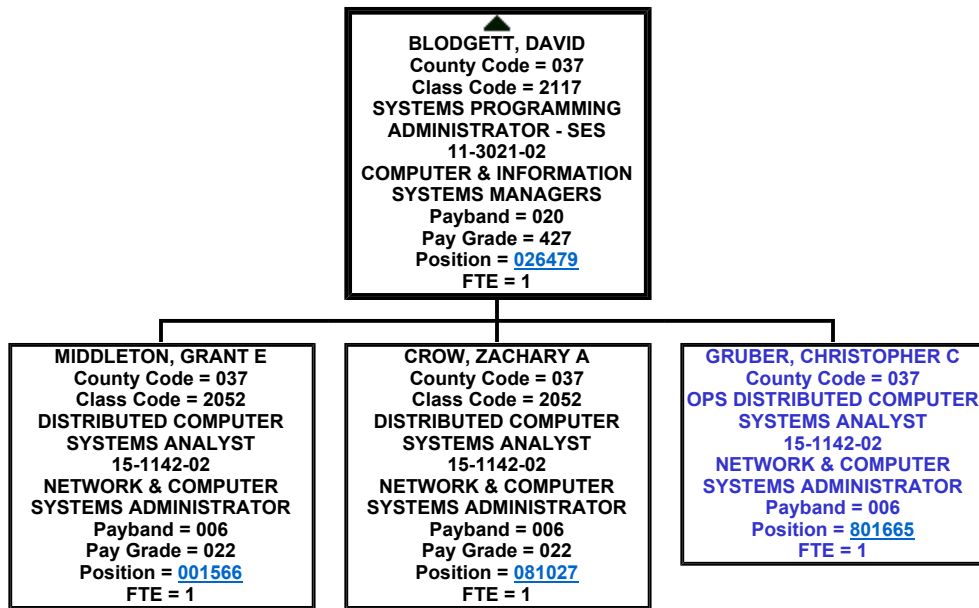 BLODGETT, DAVID
County Code = 037
Class Code = 2117
SYSTEMS PROGRAMMING
ADMINISTRATOR - SES
11-3021-02
COMPUTER & INFORMATION
SYSTEMS MANAGERS
Payband = 020
Pay Grade = 427
Position = 026479
FTE = 1
MIDDLETON, GRANT E
County Code = 037
Class Code = 2052
DISTRIBUTED COMPUTER
SYSTEMS ANALYST
15-1142-02
NETWORK & COMPUTER
SYSTEMS ADMINISTRATOR
Payband = 006
Pay Grade = 022
Position = 001566
FTE = 1
CROW, ZACHARY A
County Code = 037
Class Code = 2052
DISTRIBUTED COMPUTER
SYSTEMS ANALYST
15-1142-02
NETWORK & COMPUTER
SYSTEMS ADMINISTRATOR
Payband = 006
Pay Grade = 022
Position = 081027
FTE = 1
GRUBER, CHRISTOPHER C
County Code = 037
OPS DISTRIBUTED COMPUTER
SYSTEMS ANALYST
15-1142-02
NETWORK & COMPUTER
SYSTEMS ADMINISTRATOR
Payband = 006
Position = 801665
FTE = 1